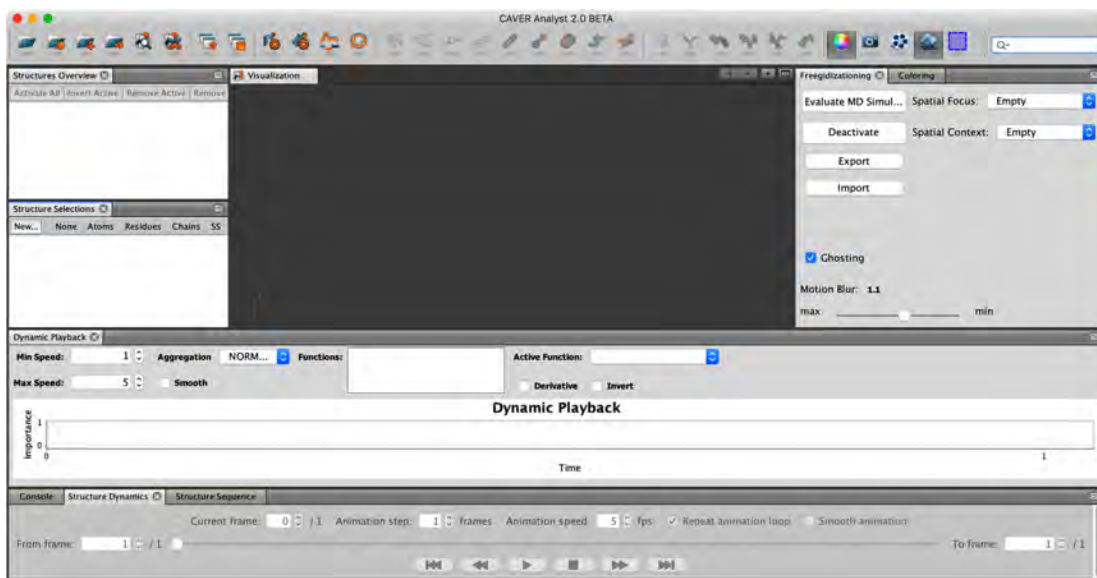 CAVER Analyst 2.0 BETA
Structures Overview
Activate All Invert Active Remove Active Remove
Structure Selections
New... None Atoms Residues Chains SS
Visualization
Freegidizationing Coloring
Evaluate MD Simul... Spatial Focus: Empty
Deactivate Spatial Context: Empty
Export
Import
Ghosting
Motion Blur: 1.1
max min
Dynamic Playback
Min Speed: 1 Aggregation NORM... Functions: Active Function:
Max Speed: 5 Smooth Derivative Invert
Dynamic Playback
Importance
1
0
0 1
Time
Console Structure Dynamics Structure Sequence
Current frame: 0 / 1 Animation step: 1 frames Animation speed 5 fps Repeat animation loop Smooth animation
From frame: 1 / 1 To frame: 1 / 1